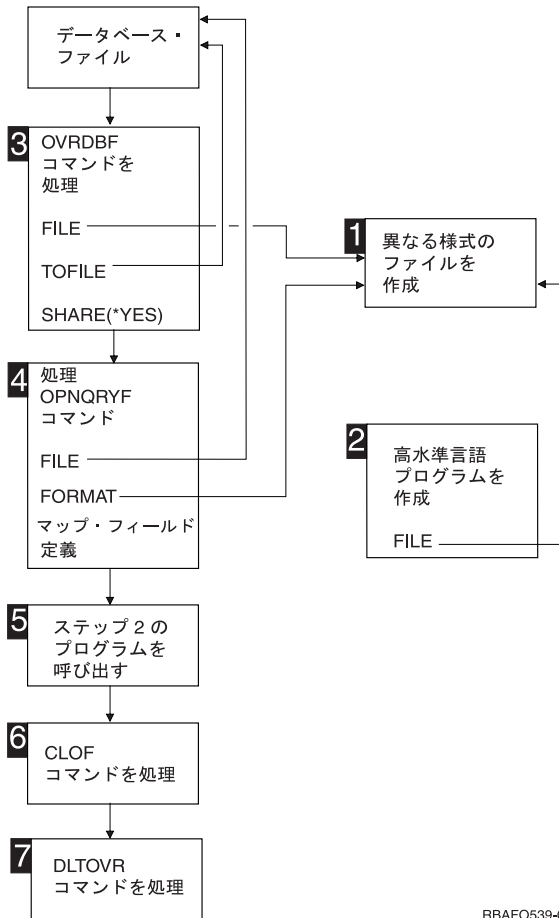 データベース・
ファイル
3
OVRDBF
コマンドを
処理
FILE
TOFILE
SHARE(*YES)
1
異なる様式の
ファイルを
作成
4
処理
OPNQRYF
コマンド
FILE
FORMAT
マップ・フィールド
定義
2
高水準言語
プログラムを
作成
FILE
5
ステップ2の
プログラムを
呼び出す
6
CLOF
コマンドを処理
7
DLTOVR
コマンドを処理